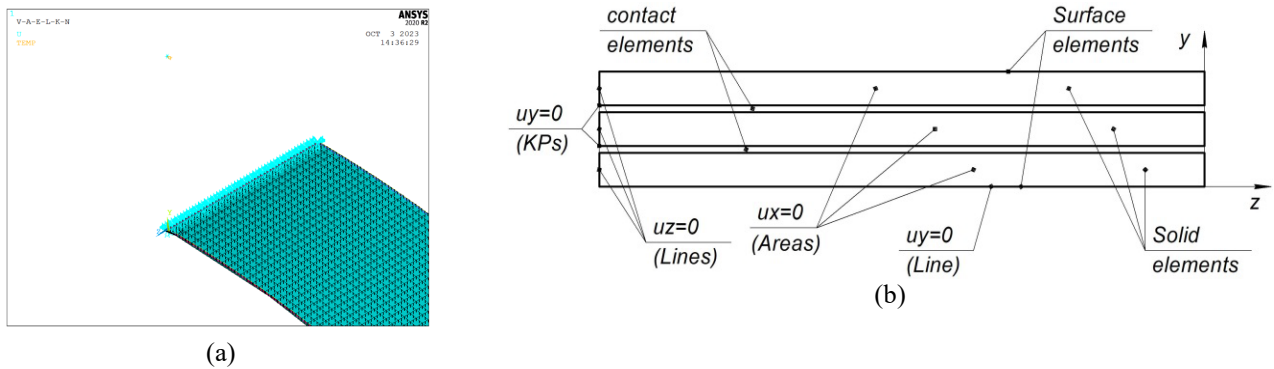 1
V-A-E-L-K-N
U
TEMP
ANSYS
2020 R2
OCT 3 2023
14:36:29
(a)
contact
elements
Surface
elements
y
uy=0
(KPs)
uz=0
(Lines)
ux=0
(Areas)
uy=0
(Line)
Solid
elements
z
(b)